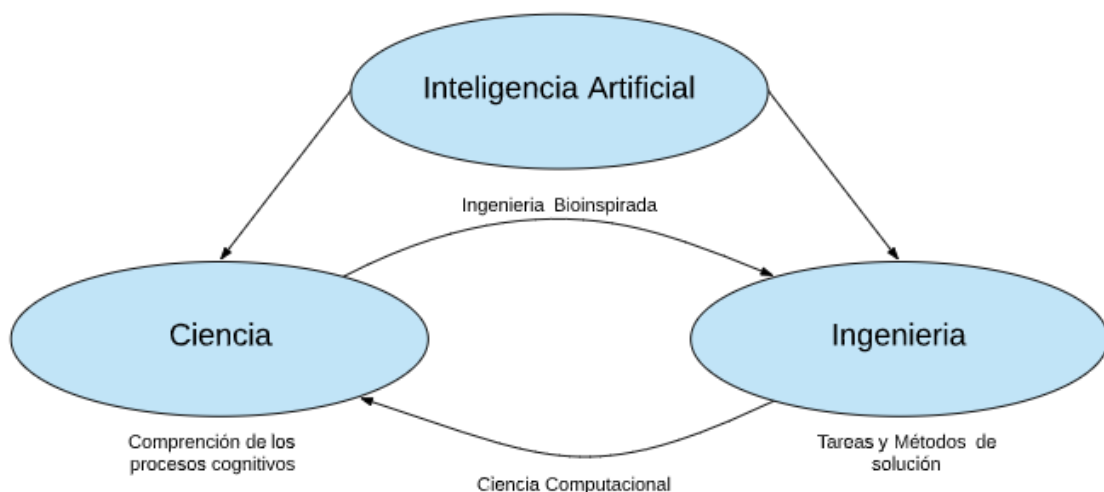 Inteligencia Artificial
Ingenieria Bioinspirada
Ciencia
Ingenieria
Comprención de los
procesos cognitivos
Tareas y Métodos de
solución
Ciencia Computacional